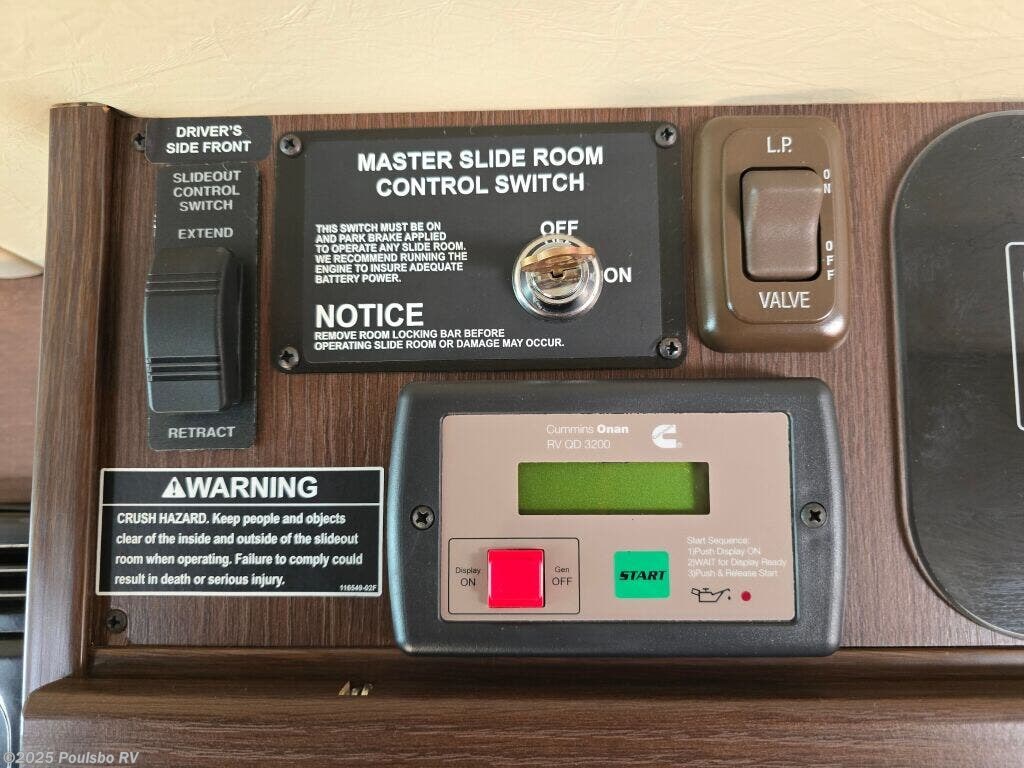 DRIVER'S
SIDE FRONT
SLIDEOUT
CONTROL
SWITCH
EXTEND
RETRACT
MASTER SLIDE ROOM
CONTROL SWITCH
THIS SWITCH MUST BE ON
AND PARK BRAKE APPLIED
TO OPERATE ANY SLIDE ROOM.
WE RECOMMEND RUNNING THE
ENGINE TO INSURE ADEQUATE
BATTERY POWER.
OFF
ON
NOTICE
REMOVE ROOM LOCKING BAR BEFORE
OPERATING SLIDE ROOM OR DAMAGE MAY OCCUR.
L.P.
ON
OFF
VALVE
WARNING
CRUSH HAZARD. Keep people and objects
clear of the inside and outside of the slideout
room when operating. Failure to comply could
result in death or serious injury.
116549-02F
Cummins Onan
RV QD 3200
Display
ON
Gen
OFF
START
Start Sequence:
1)Push Display ON
2)WAIT for Display Ready
3)Push & Release Start
©2025 Poulsbo RV